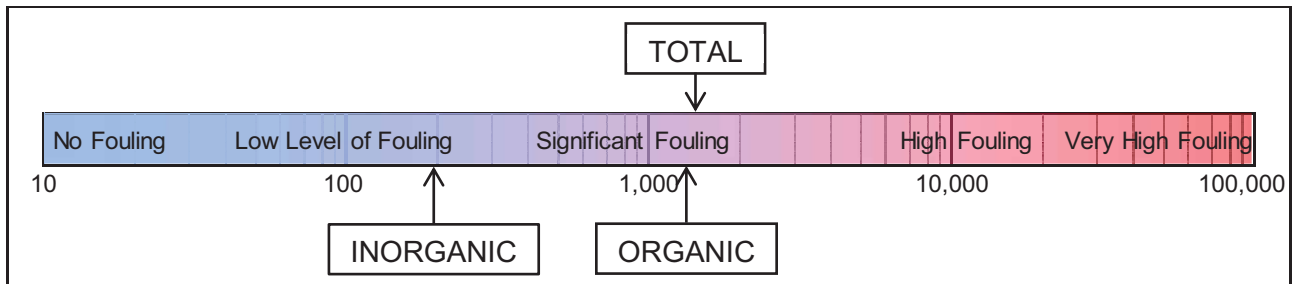 TOTAL
No Fouling Low Level of Fouling Significant Fouling High Fouling Very High Fouling
10 100 1,000 10,000 100,000
INORGANIC ORGANIC